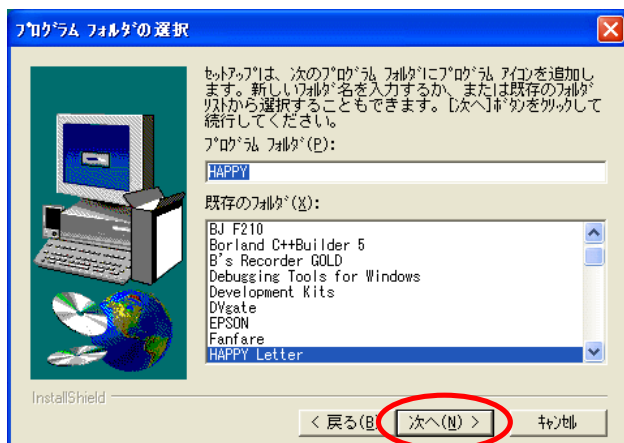 ﾌﾟﾛｸﾞﾗﾑ ﾌｫﾙﾀﾞの選択
ｾｯﾄｱｯﾌﾟは、次のﾌﾟﾛｸﾞﾗﾑ ﾌｫﾙﾀﾞにﾌﾟﾛｸﾞﾗﾑ ｱｲｺﾝを追加し
ます。新しいﾌｫﾙﾀﾞ名を入力するか、または既存のﾌｫﾙﾀﾞ
ﾘｽﾄから選択することもできます。[次へ]ﾎﾞﾀﾝをｸﾘｯｸして
続行してください。
ﾌﾟﾛｸﾞﾗﾑ ﾌｫﾙﾀﾞ(P):
HAPPY
既存のﾌｫﾙﾀﾞ(X):
BJ F210
Borland C++Builder 5
B's Recorder GOLD
Debugging Tools for Windows
Development Kits
DVgate
EPSON
Fanfare
HAPPY Letter
InstallShield
< 戻る(B)
次へ(N) >
ｷｬﾝｾﾙ